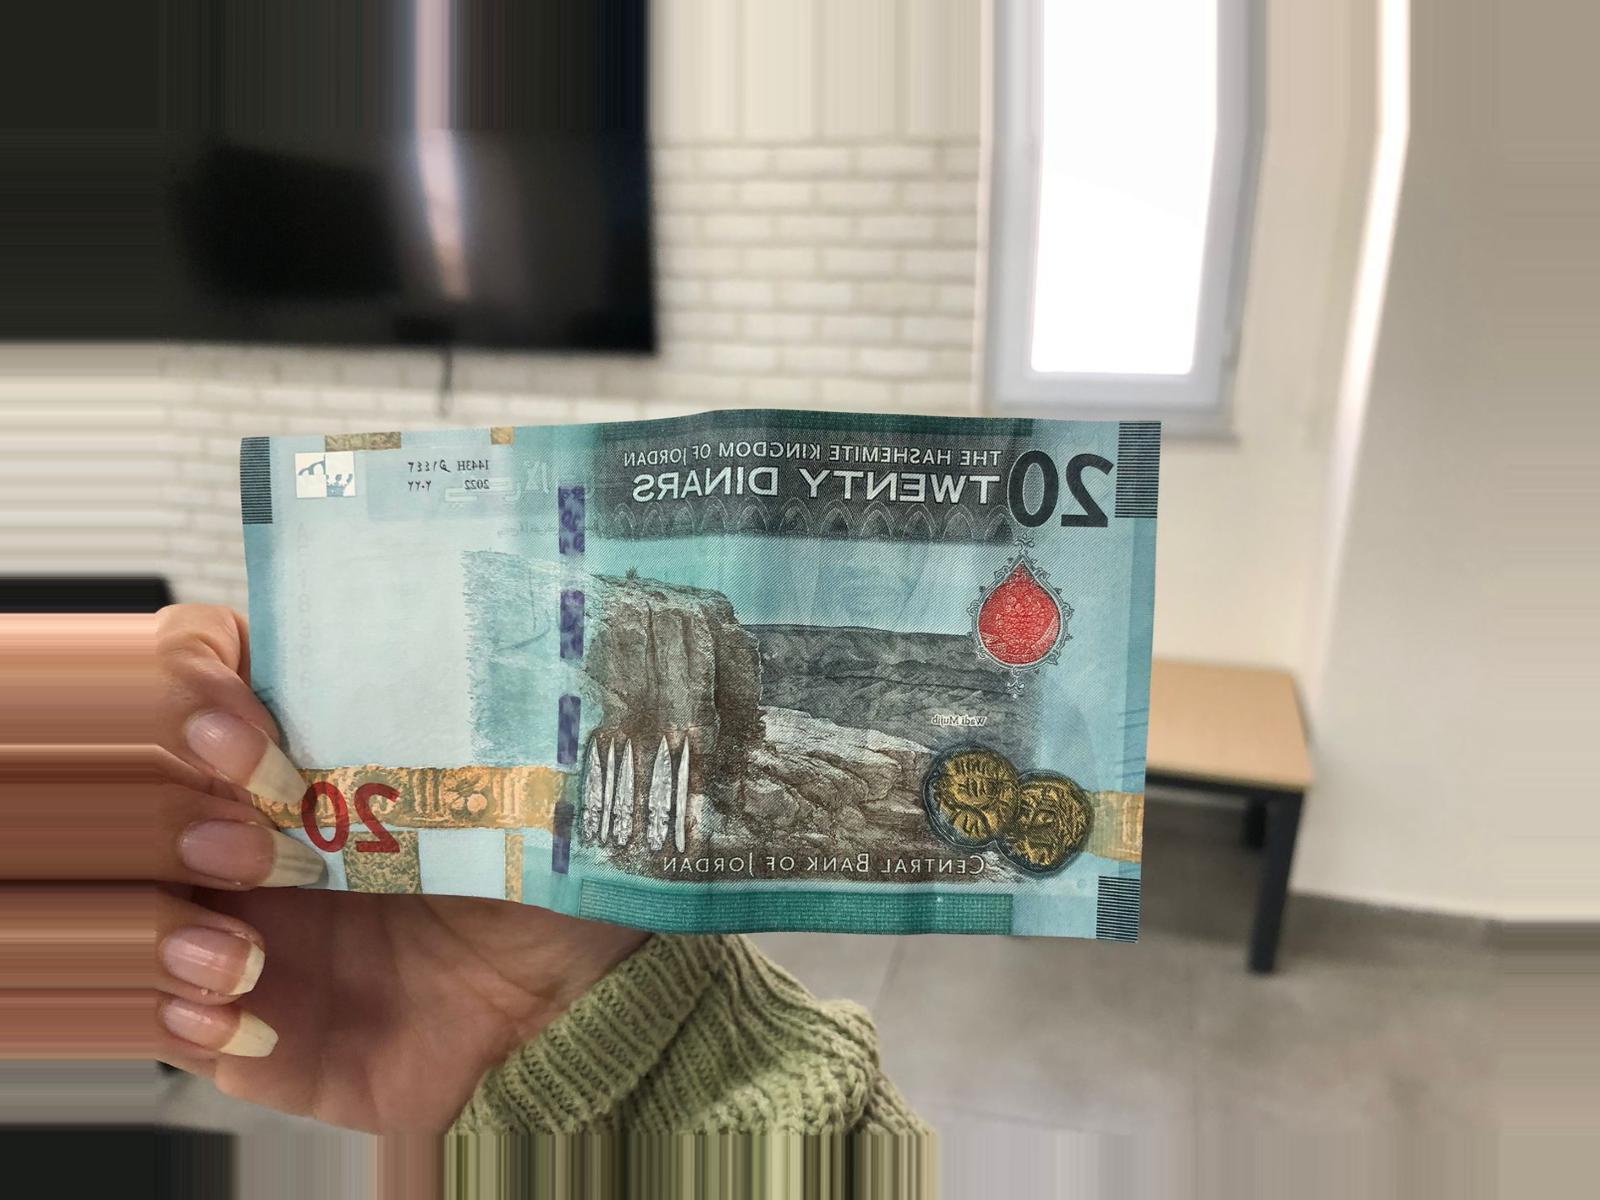 20
THE HASHEMITE KINGDOM OF JORDAN
TWENTY DINARS
1443H ١٤٤٣هـ
2022 ٢٠٢٢
Wadi Mujib
20
CENTRAL BANK OF JORDAN